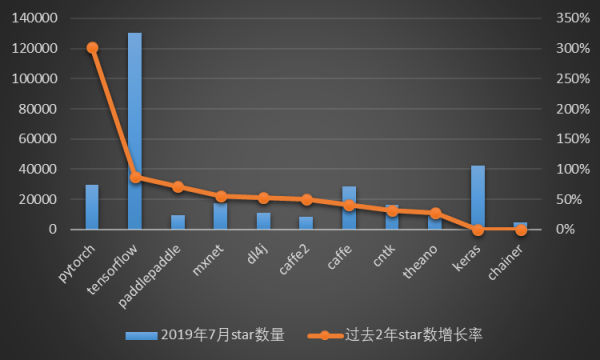 140000
120000
100000
80000
60000
40000
20000
0
350%
300%
250%
200%
150%
100%
50%
0%
pytorch
tensorflow
paddlepaddle
mxnet
dl4j
caffe2
caffe
cntk
theano
keras
chainer
2019年7月star数量
过去2年star数增长率